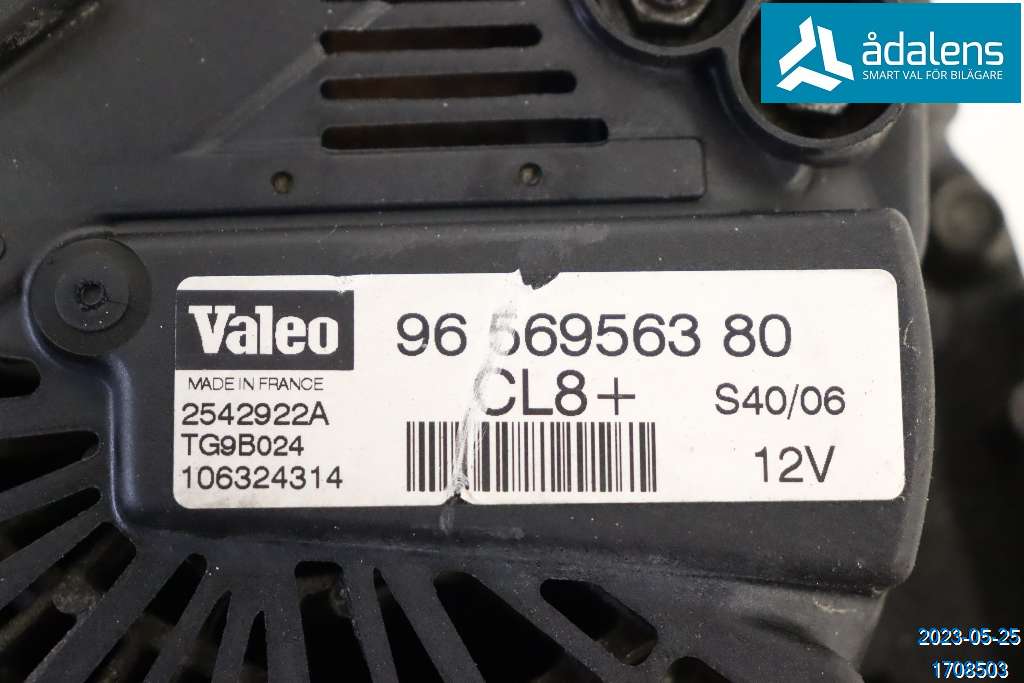 ådalens
SMART VAL FÖR BILÄGARE
Valeo
96 569563 80
MADE IN FRANCE
CL8+
S40/06
2542922A
TG9B024
106324314
12V
2023-05-25
1708503